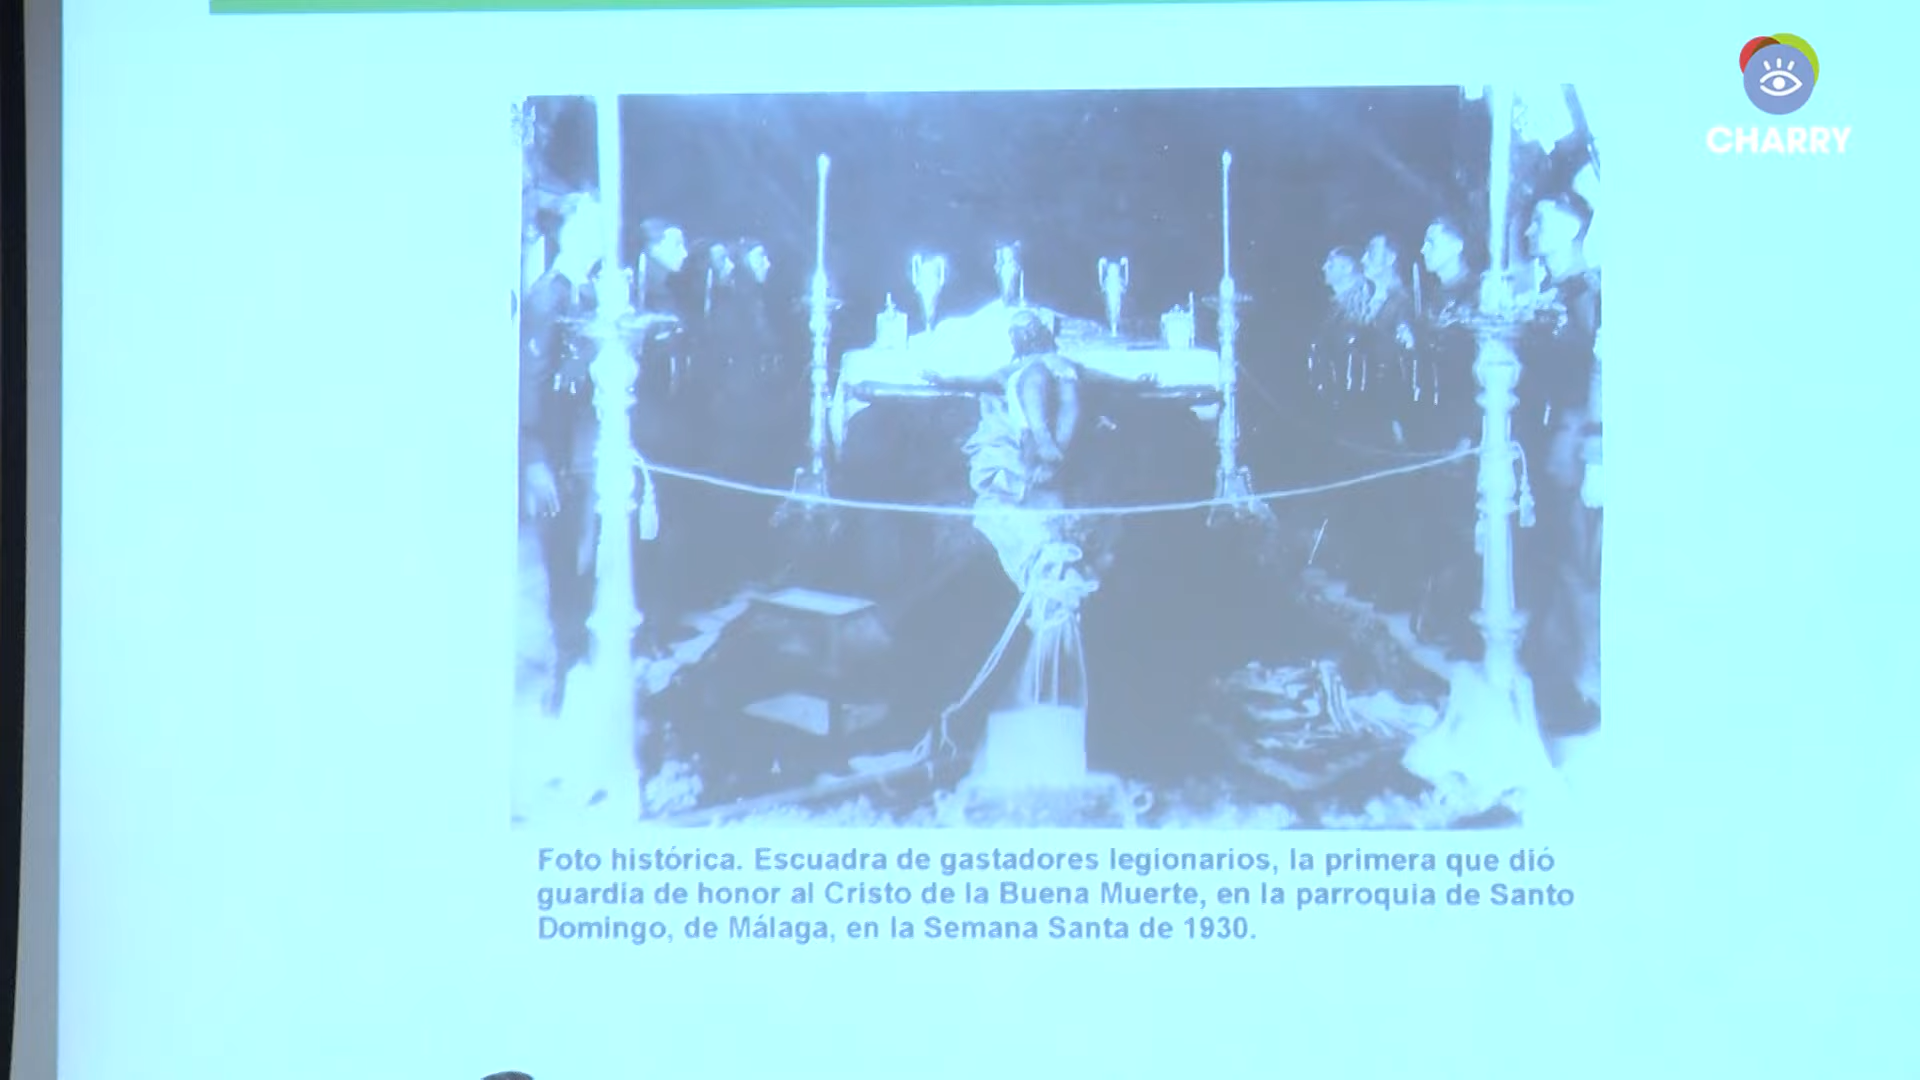 CHARRY
Foto histórica. Escuadra de gastadores legionarios, la primera que dió
guardia de honor al Cristo de la Buena Muerte, en la parroquia de Santo
Domingo, de Málaga, en la Semana Santa de 1930.